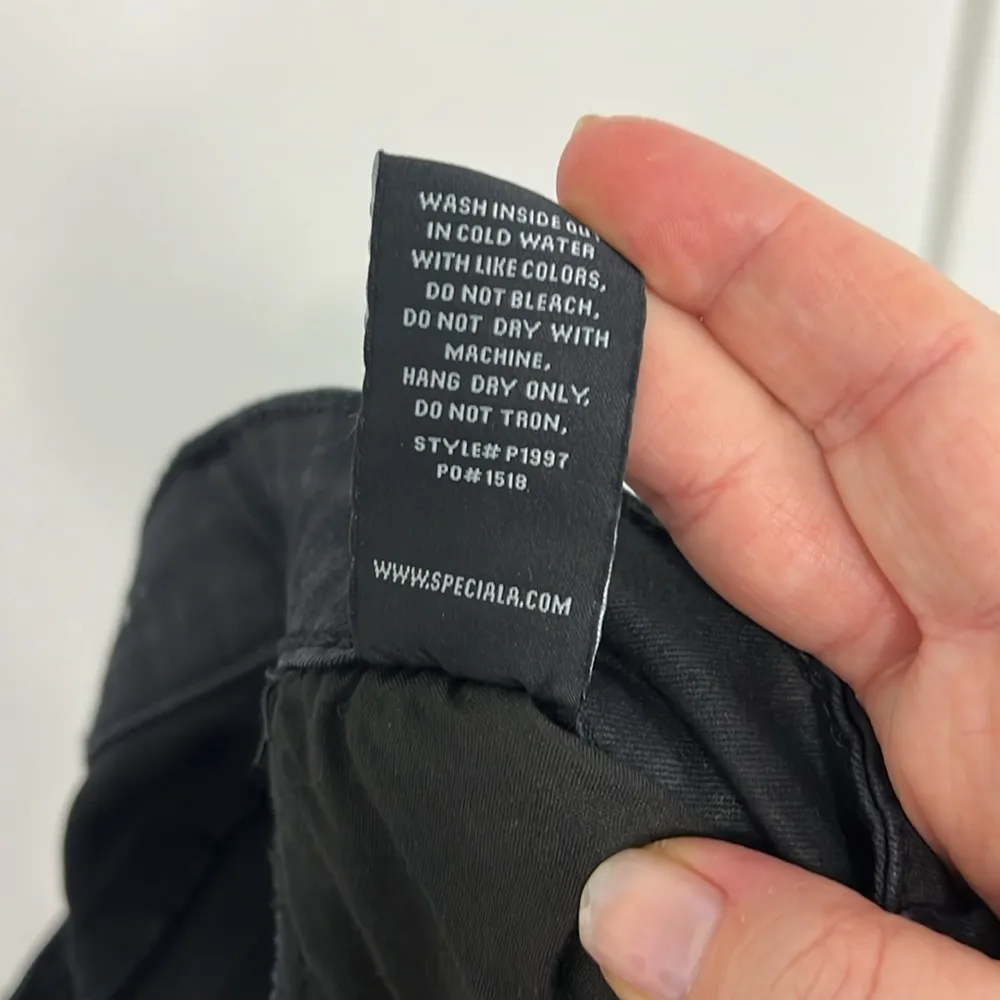 WASH INSIDE OUT
IN COLD WATER
WITH LIKE COLORS,
DO NOT BLEACH,
DO NOT DAY WITH
MACHINE,
HANG DRY ONLY,
DO NOT TRON,
STYLE# P1997
PO#1518
WWW.SPECIALA.COM